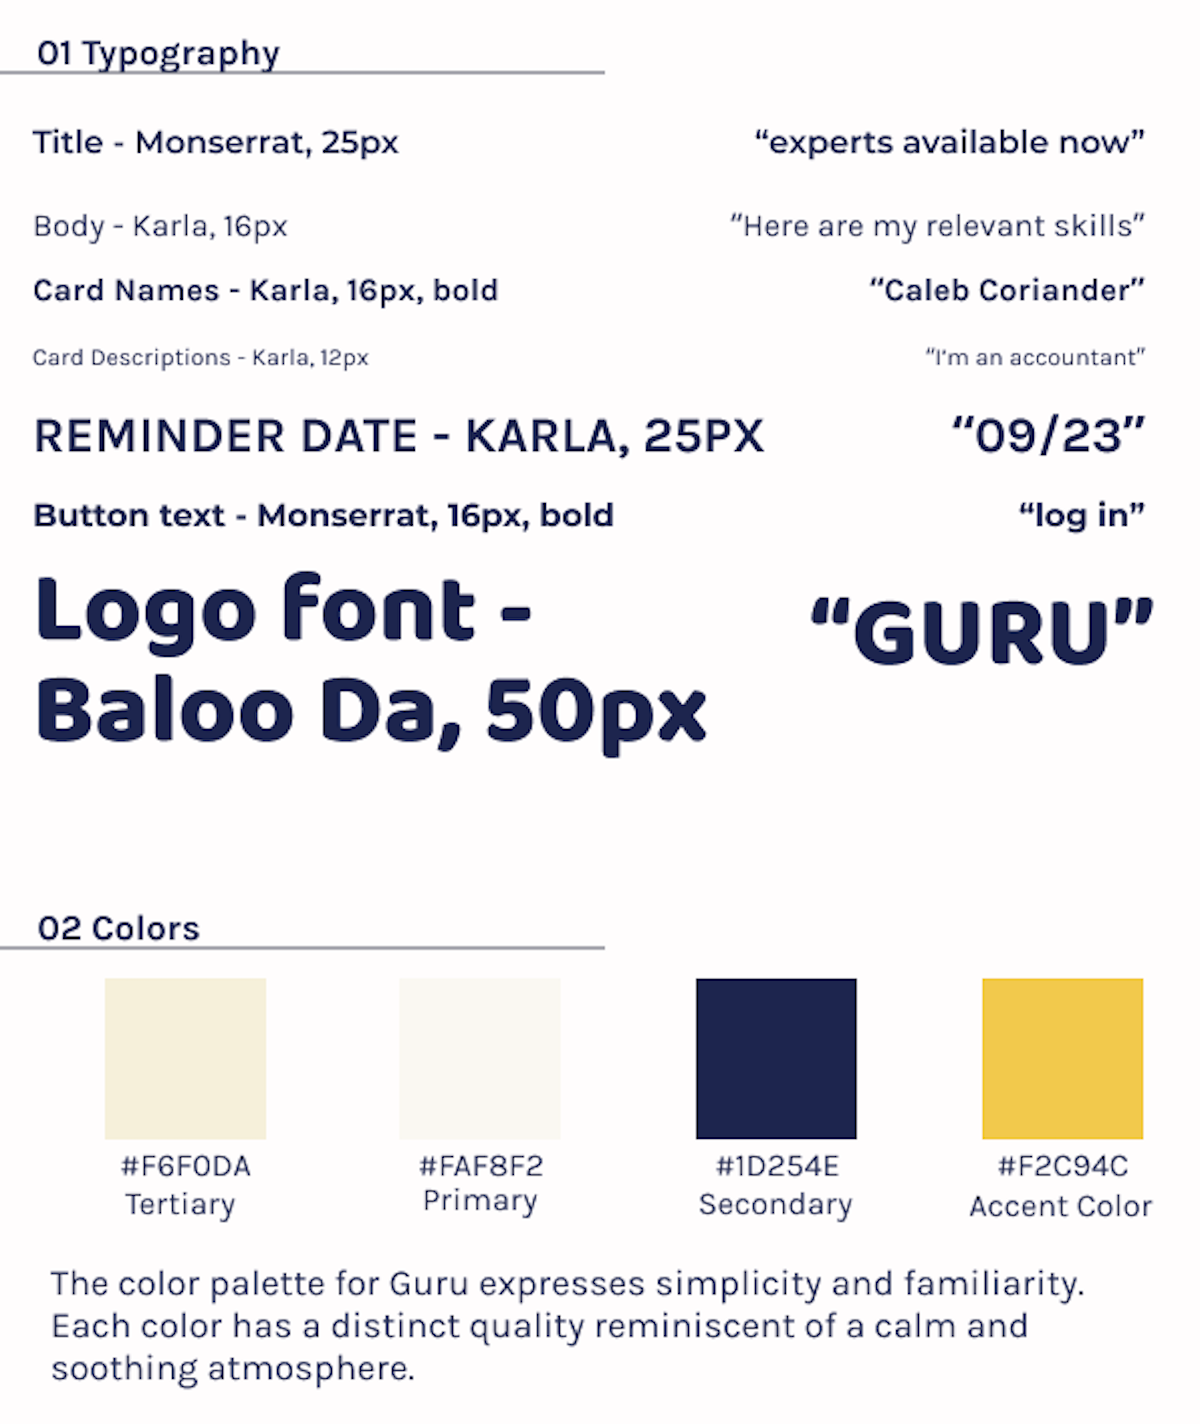 01 Typography
Title - Monserrat, 25px “experts available now”
Body - Karla, 16px “Here are my relevant skills”
Card Names - Karla, 16px, bold “Caleb Coriander”
Card Descriptions - Karla, 12px “I’m an accountant”
REMINDER DATE - KARLA, 25PX “09/23”
Button text - Monserrat, 16px, bold “log in”
Logo font -
Baloo Da, 50px
“GURU”
02 Colors
#F6F0DA #FAF8F2 #1D254E #F2C94C
Tertiary Primary Secondary Accent Color
The color palette for Guru expresses simplicity and familiarity.
Each color has a distinct quality reminiscent of a calm and
soothing atmosphere.